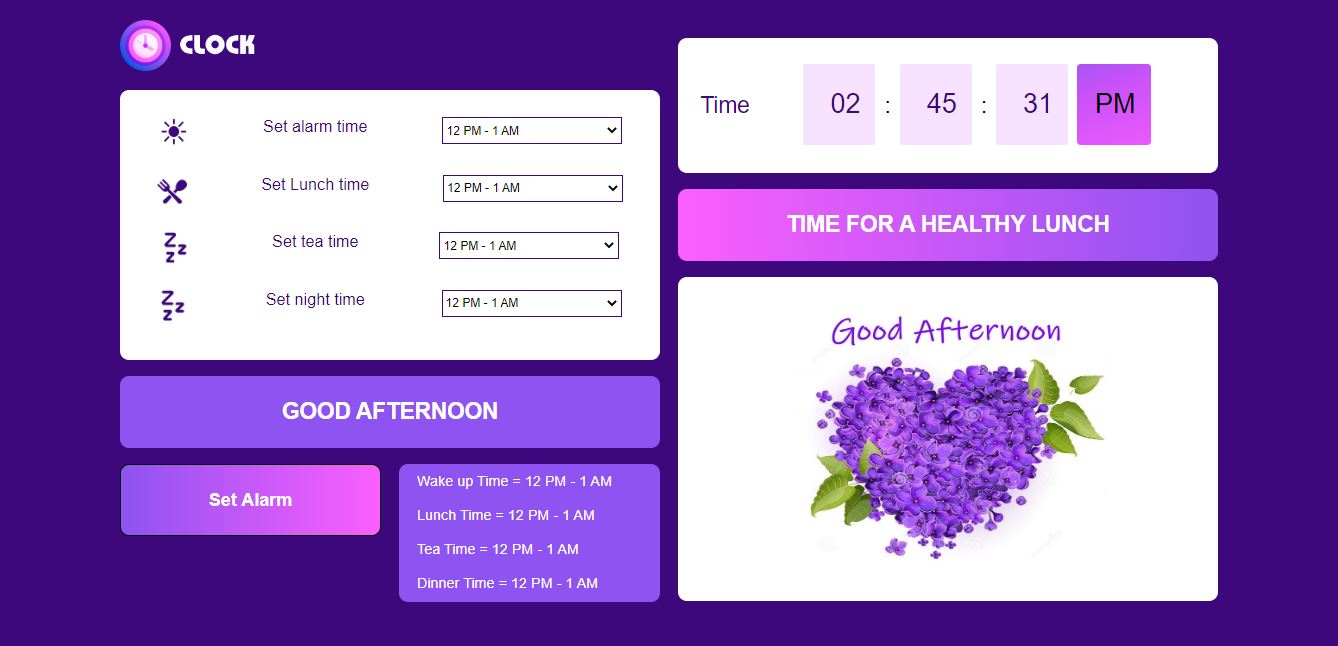 CLOCK
Set alarm time 12 PM - 1 AM
Set Lunch time 12 PM - 1 AM
Set tea time 12 PM - 1 AM
Set night time 12 PM - 1 AM
GOOD AFTERNOON
Set Alarm
Wake up Time = 12 PM - 1 AM
Lunch Time = 12 PM - 1 AM
Tea Time = 12 PM - 1 AM
Dinner Time = 12 PM - 1 AM
Time 02 : 45 : 31 PM
TIME FOR A HEALTHY LUNCH
Good Afternoon